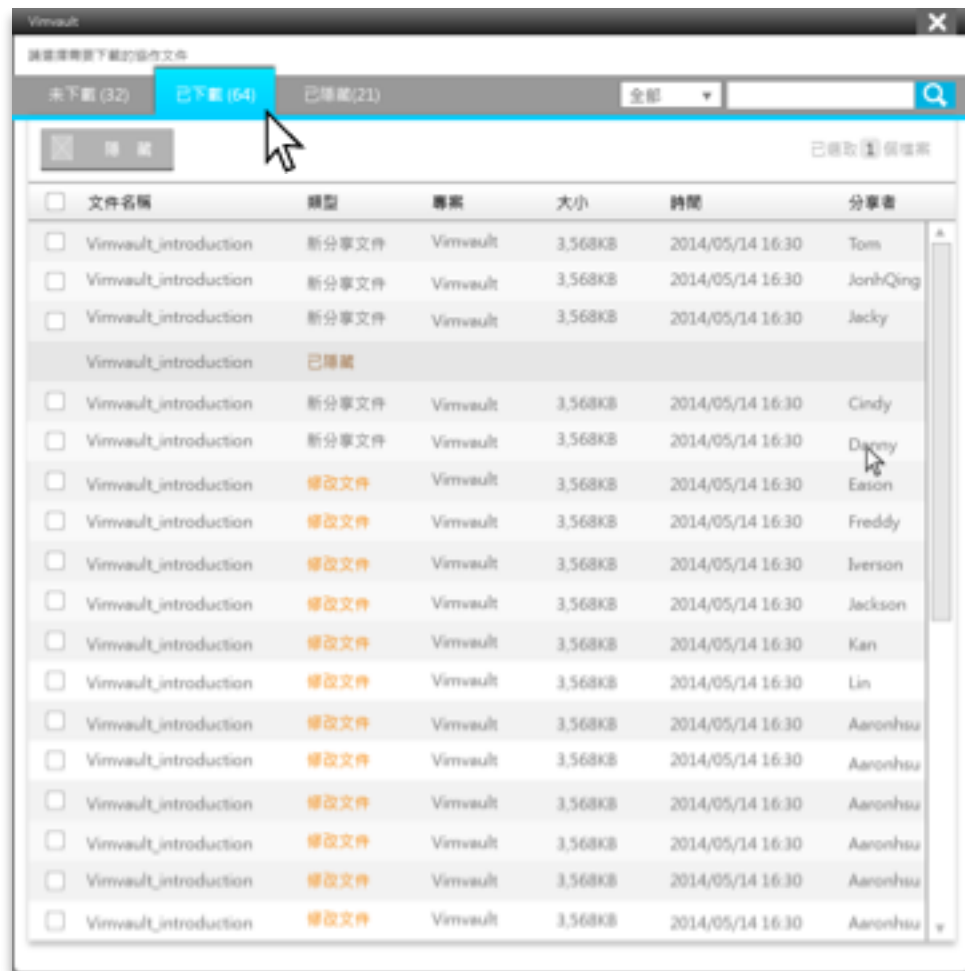 Vimvault
請選擇需要下載的協作文件
未下載 (32) 已下載 (64) 已隱藏(21) 全部
隱 藏 已選取 1 個檔案
文件名稱 類型 專案 大小 時間 分享者
Vimvault_introduction 新分享文件 Vimvault 3,568KB 2014/05/14 16:30 Tom
Vimvault_introduction 新分享文件 Vimvault 3,568KB 2014/05/14 16:30 JonhQing
Vimvault_introduction 新分享文件 Vimvault 3,568KB 2014/05/14 16:30 Jacky
Vimvault_introduction 已隱藏
Vimvault_introduction 新分享文件 Vimvault 3,568KB 2014/05/14 16:30 Cindy
Vimvault_introduction 新分享文件 Vimvault 3,568KB 2014/05/14 16:30 Danny
Vimvault_introduction 修改文件 Vimvault 3,568KB 2014/05/14 16:30 Eason
Vimvault_introduction 修改文件 Vimvault 3,568KB 2014/05/14 16:30 Freddy
Vimvault_introduction 修改文件 Vimvault 3,568KB 2014/05/14 16:30 Iverson
Vimvault_introduction 修改文件 Vimvault 3,568KB 2014/05/14 16:30 Jackson
Vimvault_introduction 修改文件 Vimvault 3,568KB 2014/05/14 16:30 Kan
Vimvault_introduction 修改文件 Vimvault 3,568KB 2014/05/14 16:30 Lin
Vimvault_introduction 修改文件 Vimvault 3,568KB 2014/05/14 16:30 Aaronhsu
Vimvault_introduction 修改文件 Vimvault 3,568KB 2014/05/14 16:30 Aaronhsu
Vimvault_introduction 修改文件 Vimvault 3,568KB 2014/05/14 16:30 Aaronhsu
Vimvault_introduction 修改文件 Vimvault 3,568KB 2014/05/14 16:30 Aaronhsu
Vimvault_introduction 修改文件 Vimvault 3,568KB 2014/05/14 16:30 Aaronhsu
Vimvault_introduction 修改文件 Vimvault 3,568KB 2014/05/14 16:30 Aaronhsu